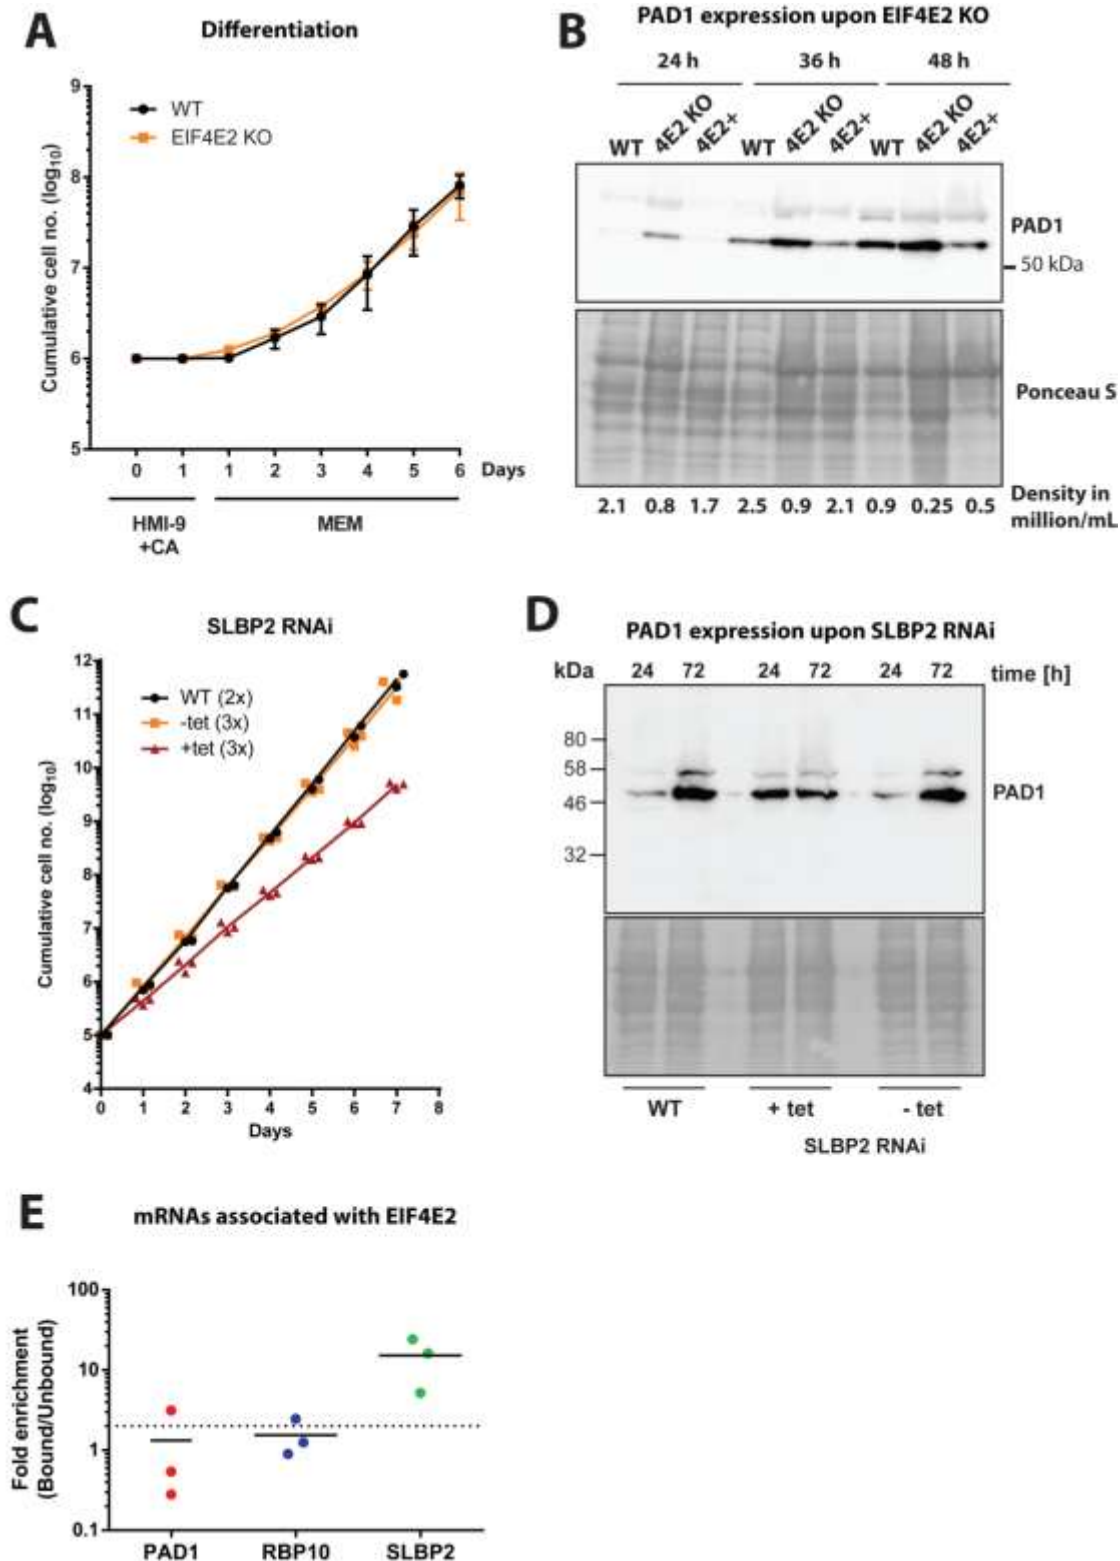 A
Differentiation
Cumulative cell no. (log10)
9
8
7
6
5
WT
EIF4E2 KO
0 1 1 2 3 4 5 6 Days
HMI-9
+CA
MEM
B
PAD1 expression upon EIF4E2 KO
24 h 36 h 48 h
WT 4E2 KO 4E2+ WT 4E2 KO 4E2+ WT 4E2 KO 4E2+
PAD1
50 kDa
Ponceau S
2.1 0.8 1.7 2.5 0.9 2.1 0.9 0.25 0.5
Density in
million/mL
C
SLBP2 RNAi
Cumulative cell no. (log10)
12
11
10
9
8
7
6
5
4
WT (2x)
-tet (3x)
+tet (3x)
0 1 2 3 4 5 6 7 8
Days
D
PAD1 expression upon SLBP2 RNAi
kDa 24 72 24 72 24 72 time [h]
80
58
46
32
PAD1
WT + tet - tet
SLBP2 RNAi
E
mRNAs associated with EIF4E2
Fold enrichment
(Bound/Unbound)
100
10
1
0.1
PAD1 RBP10 SLBP2